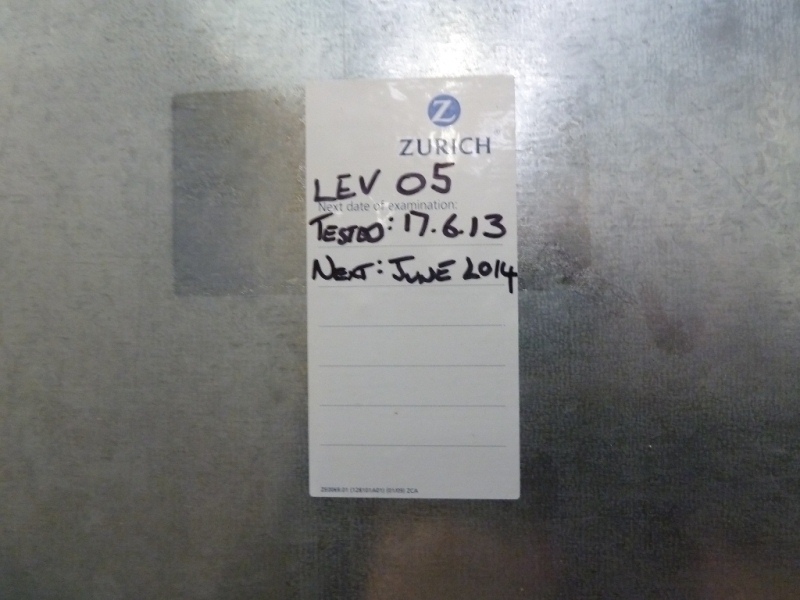 Z
ZURICH
LEV 05
Next date of examination:
TESTED: 17.6.13
NEXT: JUNE 2014